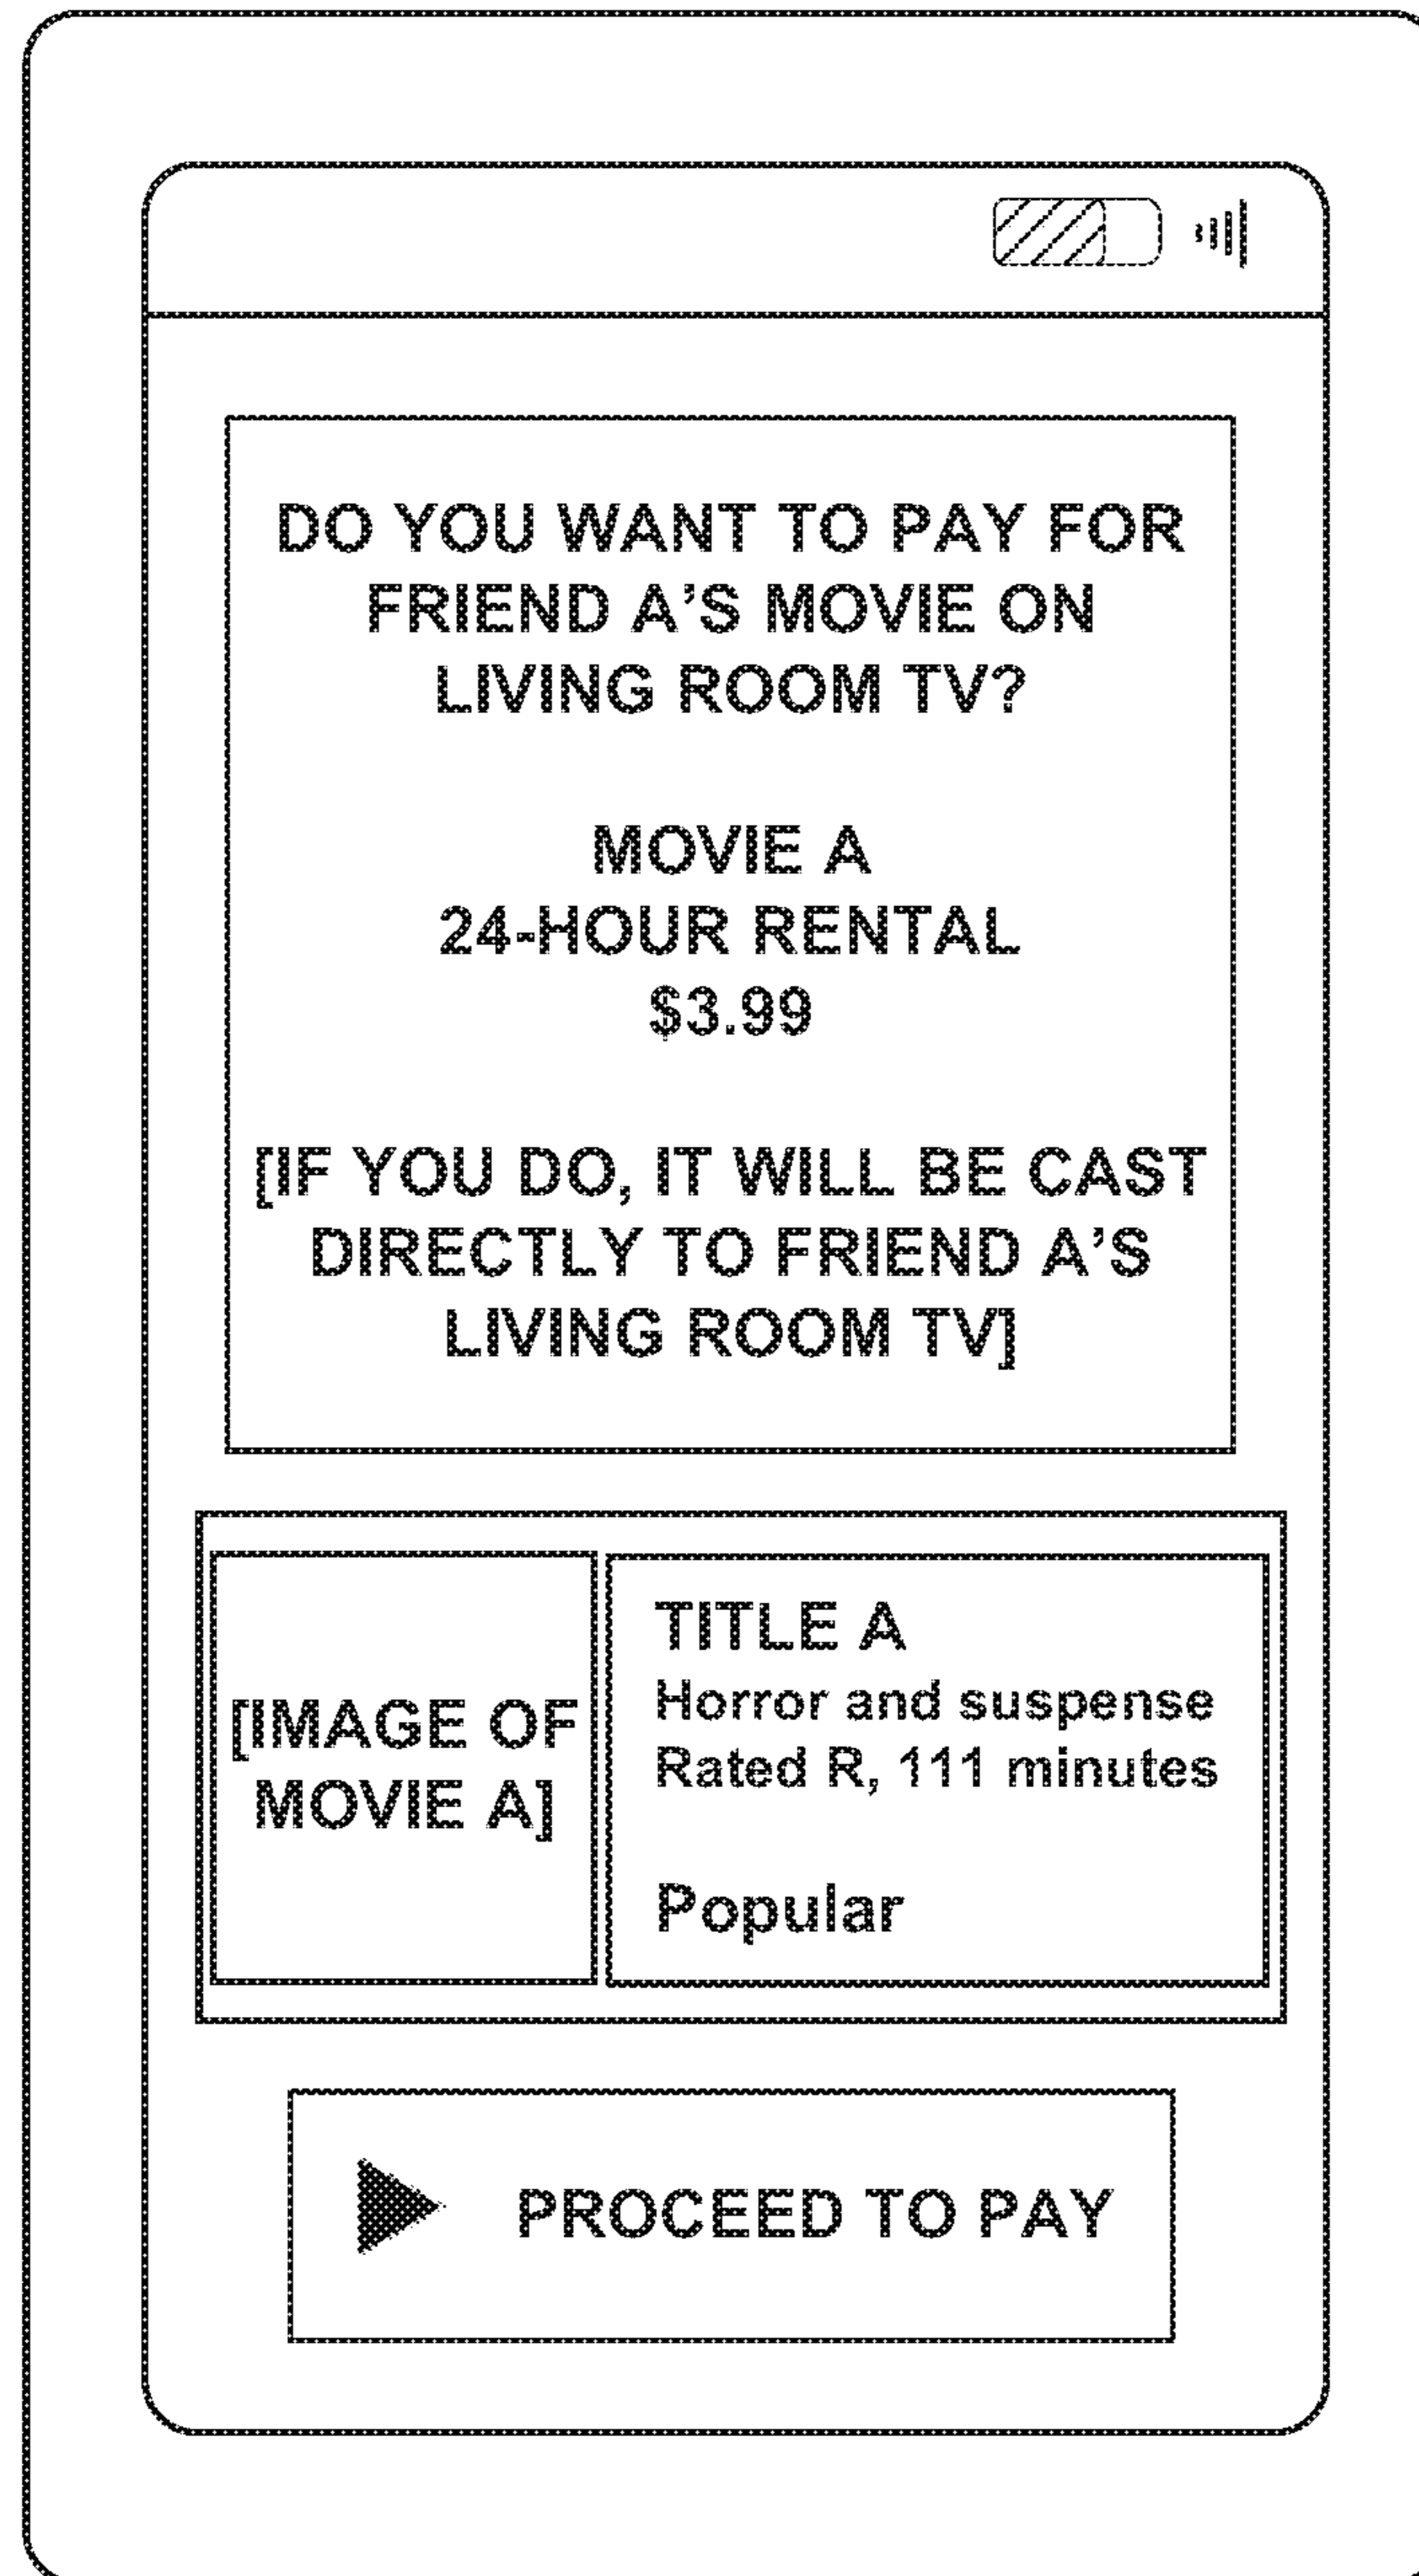 DO YOU WANT TO PAY FOR
FRIEND A'S MOVIE ON
LIVING ROOM TV?
MOVIE A
24-HOUR RENTAL
$3.99
[IF YOU DO, IT WILL BE CAST
DIRECTLY TO FRIEND A'S
LIVING ROOM TV]
[IMAGE OF
MOVIE A]
TITLE A
Horror and suspense
Rated R, 111 minutes
Popular
PROCEED TO PAY